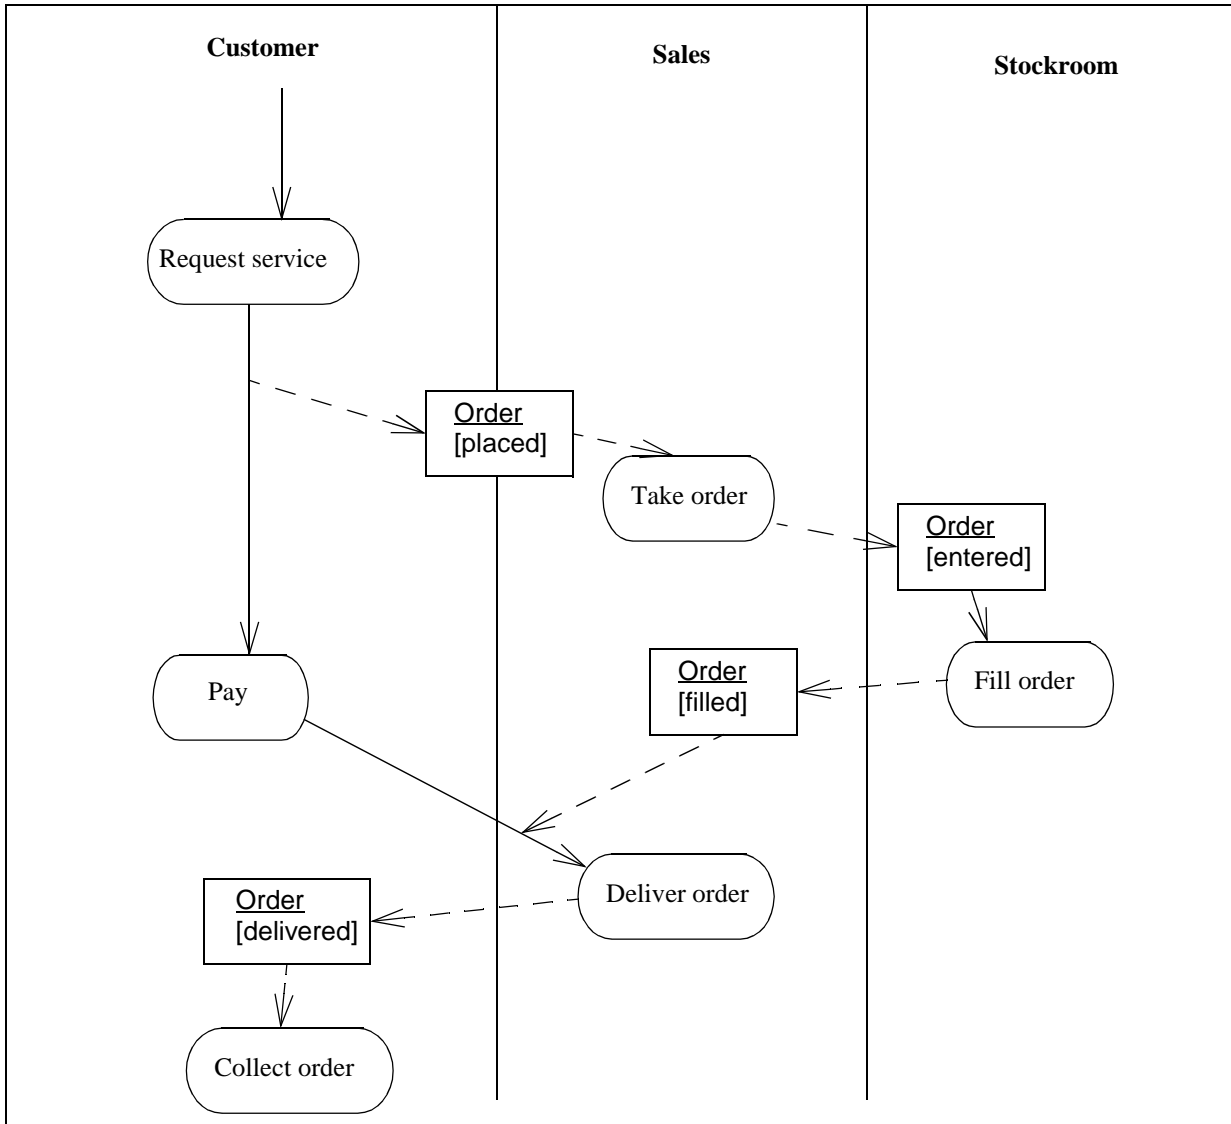 Customer
Sales
Stockroom
Request service
Order
[placed]
Take order
Order
[entered]
Order
[filled]
Fill order
Pay
Deliver order
Order
[delivered]
Collect order